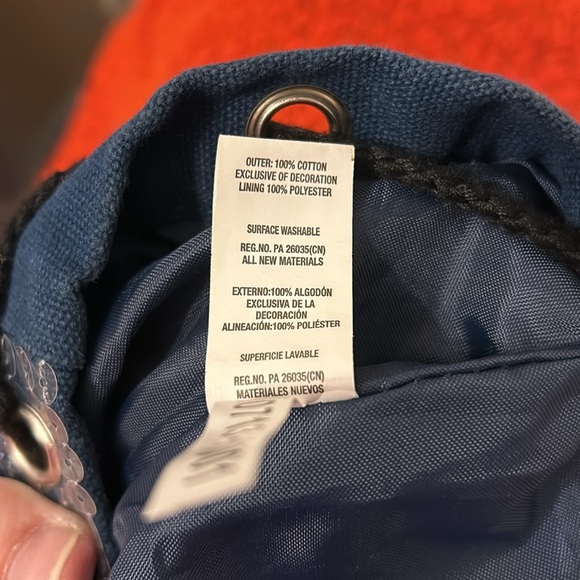 OUTER: 100% COTTON
EXCLUSIVE OF DECORATION
LINING 100% POLYESTER
SURFACE WASHABLE
REG.NO. PA 26035(CN)
ALL NEW MATERIALS
EXTERNO:100% ALGODÓN
EXCLUSIVA DE LA
DECORACIÓN
ALINEACIÓN:100% POLIÉSTER
SUPERFICIE LAVABLE
REG.NO. PA 26035(CN)
MATERIALES NUEVOS